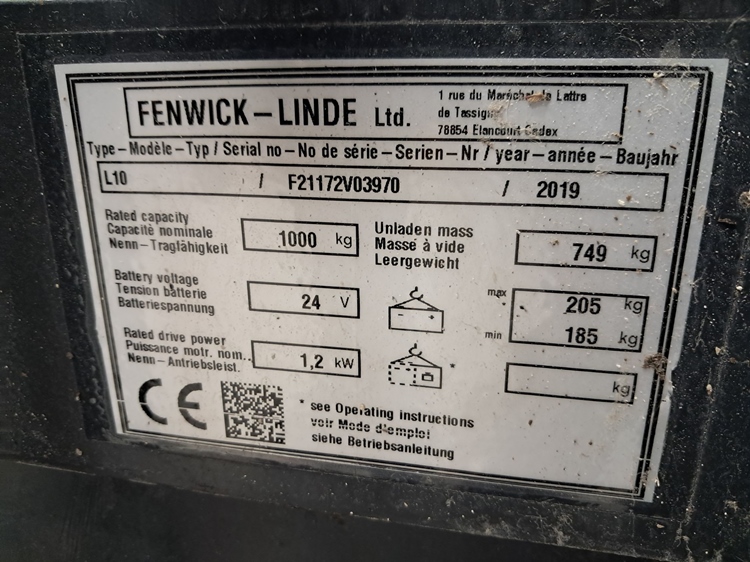 FENWICK-LINDE Ltd.
1 rue du Maréchal de Lattre
de Tassigny
78854 Elancourt Cedex
Type-Modèle-Typ / Serial no-No de série-Serien-Nr / year-année-Baujahr
L10 / F21172V03970 / 2019
Rated capacity
Capacité nominale
Nenn-Tragfähigkeit
1000 kg
Unladen mass
Masse à vide
Leergewicht
749 kg
Battery voltage
Tension batterie
Batteriespannung
24 V
max 205 kg
min 185 kg
Rated drive power
Puissance motr. nom..
Nenn-Antriebsleist.
1,2 kW
*
kg
CE
* see Operating instructions
voir Mode d'emploi
siehe Betriebsanleitung